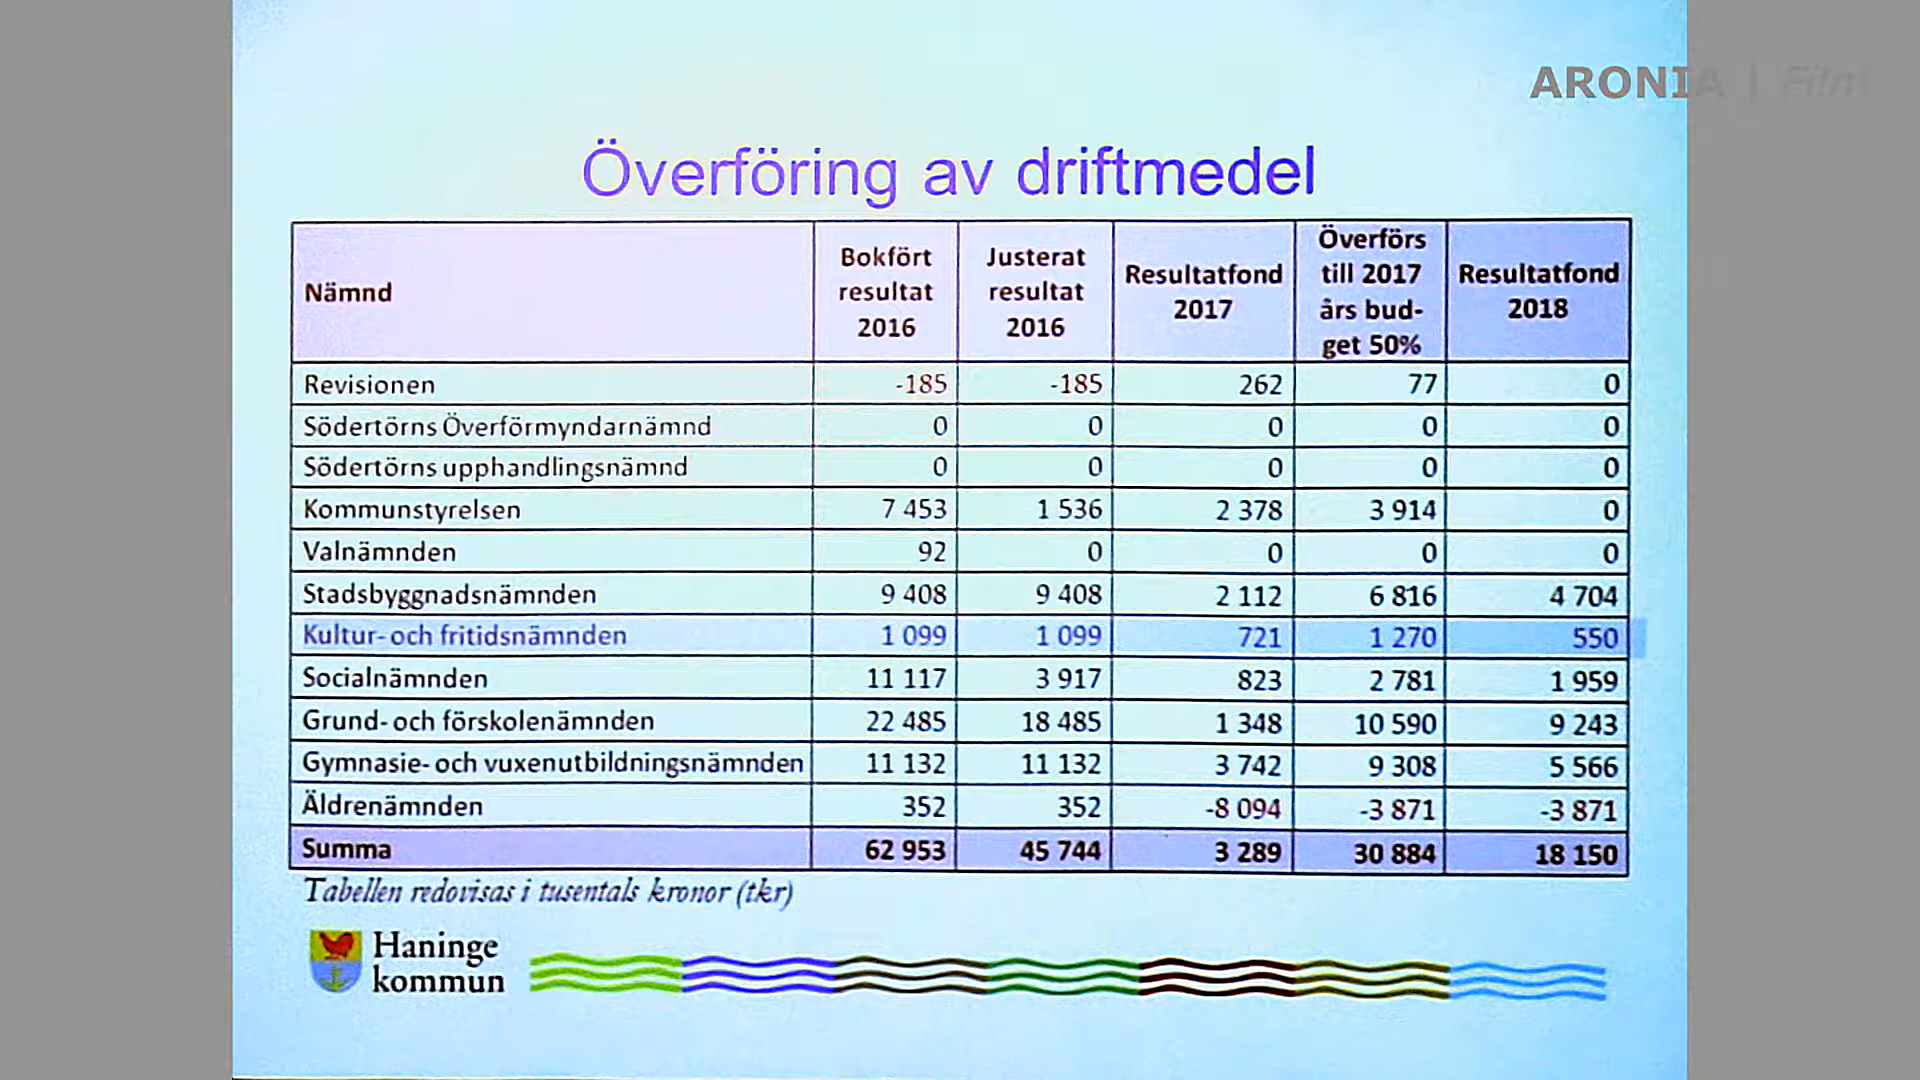 ARONIA | Film
Överföring av driftmedel
Nämnd Bokfört resultat 2016 Justerat resultat 2016 Resultatfond 2017 Överförs till 2017 års bud-get 50% Resultatfond 2018
Revisionen -185 -185 262 77 0
Södertörns Överförmyndarnämnd 0 0 0 0 0
Södertörns upphandlingsnämnd 0 0 0 0 0
Kommunstyrelsen 7 453 1 536 2 378 3 914 0
Valnämnden 92 0 0 0 0
Stadsbyggnadsnämnden 9 408 9 408 2 112 6 816 4 704
Kultur- och fritidsnämnden 1 099 1 099 721 1 270 550
Socialnämnden 11 117 3 917 823 2 781 1 959
Grund- och förskolenämnden 22 485 18 485 1 348 10 590 9 243
Gymnasie- och vuxenutbildningsnämnden 11 132 11 132 3 742 9 308 5 566
Äldrenämnden 352 352 -8 094 -3 871 -3 871
Summa 62 953 45 744 3 289 30 884 18 150
Tabellen redovisas i tusentals kronor (tkr)
Haninge
kommun